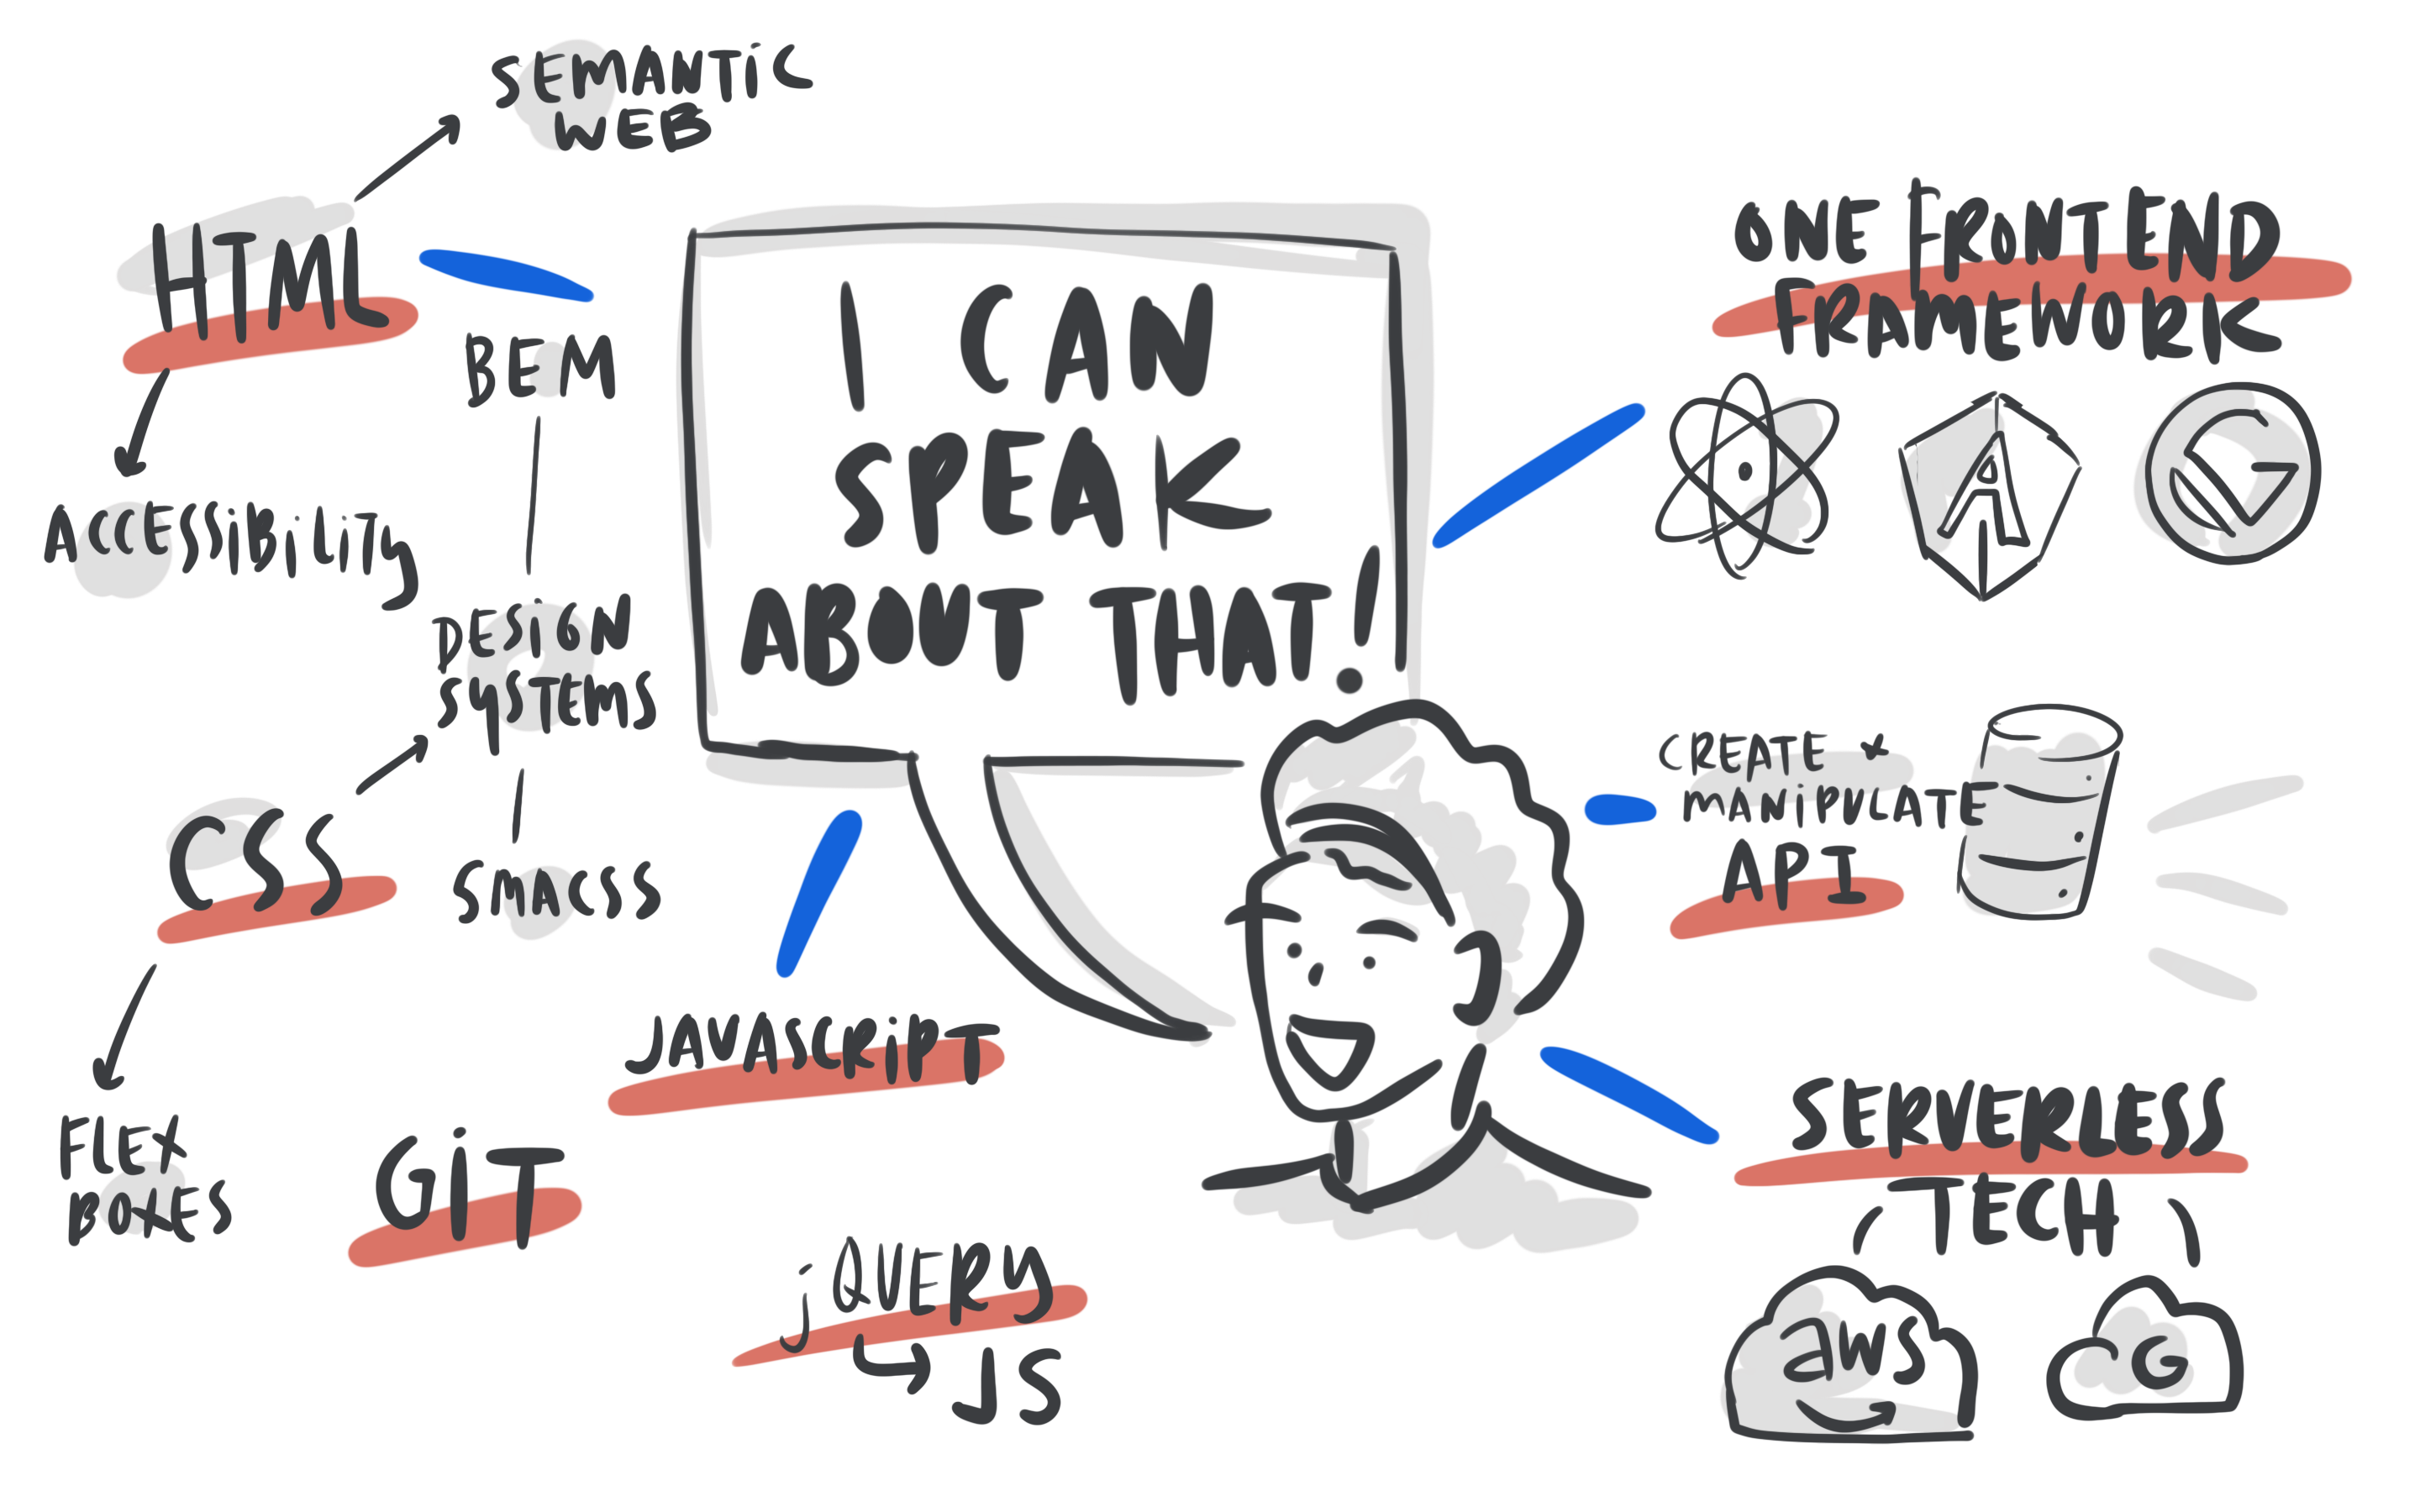 SEMANTIC
WEB
HTML
BEM
ACCESSIBILITY
DESIGN
SYSTEMS
CSS
SMACSS
FLEX
BOXES
GIT
I CAN
SPEAK
ABOUT THAT!
JAVASCRIPT
jQUERY
JS
ONE FRONTEND
FRAMEWORK
A
G
CREATE &
MANIPULATE
API
SERVERLESS
TECH
aws
G